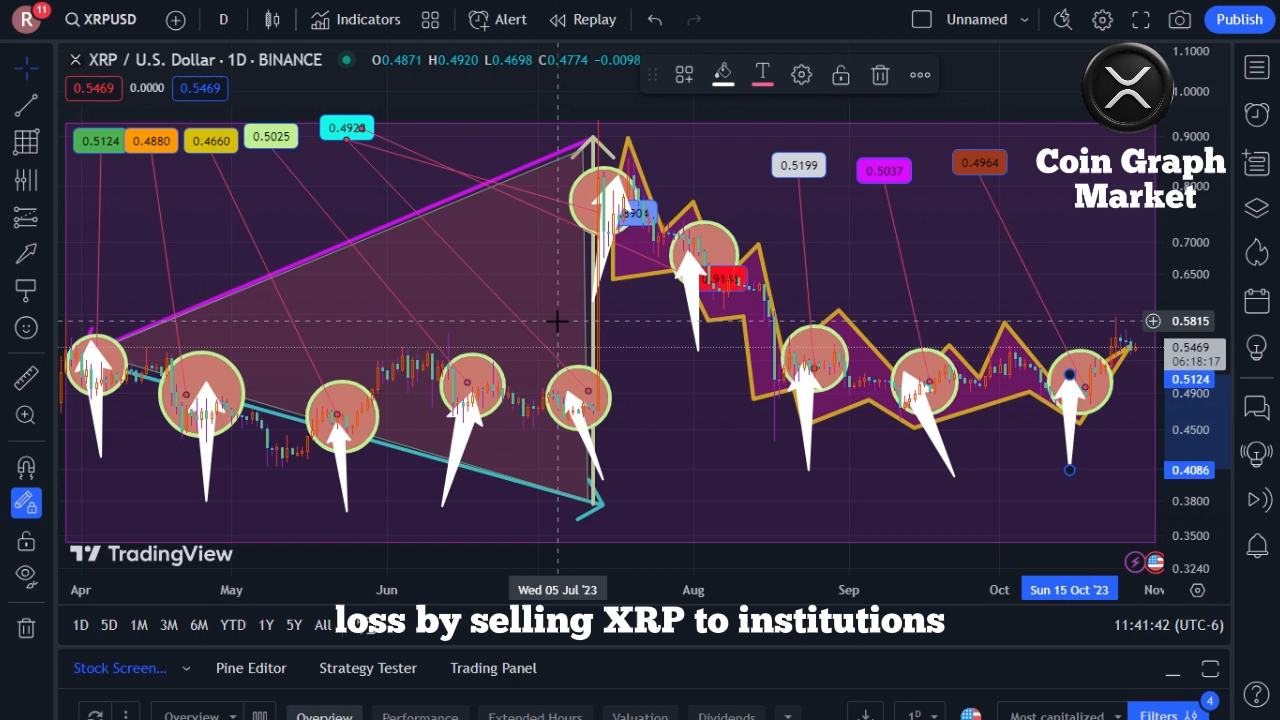 R 11 XRPUSD D Indicators Alert Replay Unnamed Publish
XRP / U.S. Dollar · 1D · BINANCE O0.4871 H0.4920 L0.4698 C0.4774 −0.0098
0.5469 0.0000 0.5469
0.5124 0.4880 0.4660 0.5025
0.5199 0.5037 0.4964
Coin Graph
Market
1.1000
1.0000
0.9000
0.8000
0.7000
0.6500
0.5815
0.5469
06:18:17
0.5124
0.4900
0.4500
0.4086
0.3800
0.3500
0.3240
TradingView
Apr May Jun Wed 05 Jul '23 Aug Sep Oct Sun 15 Oct '23 Nov
loss by selling XRP to institutions
1D 5D 1M 3M 6M YTD 1Y 5Y All 11:41:42 (UTC-6)
Stock Screen... Pine Editor Strategy Tester Trading Panel
4
Overview Overview Performance Extended Hours Valuation Dividends 1D Most capitalized Filters